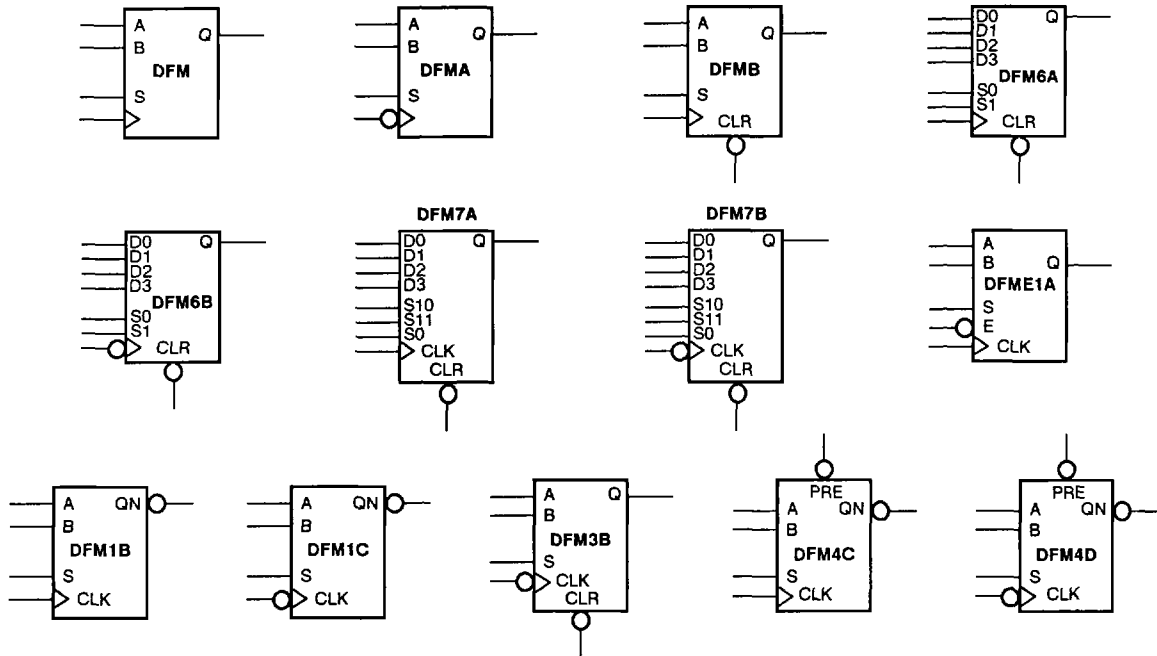 A
B
Q
DFM
S
A
B
Q
DFMA
S
A
B
Q
DFMB
S
CLR
D0
D1
D2
D3
Q
DFM6A
S0
S1
CLR
D0
D1
D2
D3
Q
DFM6B
S0
S1
CLR
DFM7A
D0
D1
D2
D3
Q
S10
S11
S0
CLK
CLR
DFM7B
D0
D1
D2
D3
Q
S10
S11
S0
CLK
CLR
A
B
Q
DFME1A
S
E
CLK
A
B
QN
DFM1B
S
CLK
A
B
QN
DFM1C
S
CLK
A
B
Q
DFM3B
S
CLK
CLR
PRE
A
B
QN
DFM4C
S
CLK
PRE
A
B
QN
DFM4D
S
CLK